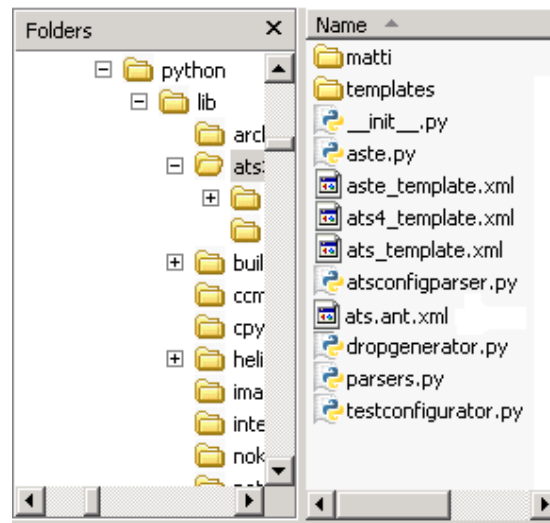 Folders
python
lib
arcl
ats
buil
ccm
cpy
heli
ima
inte
nok
Name
matti
templates
__init__.py
aste.py
aste_template.xml
ats4_template.xml
ats_template.xml
atsconfigparser.py
ats.ant.xml
dropgenerator.py
parsers.py
testconfigurator.py